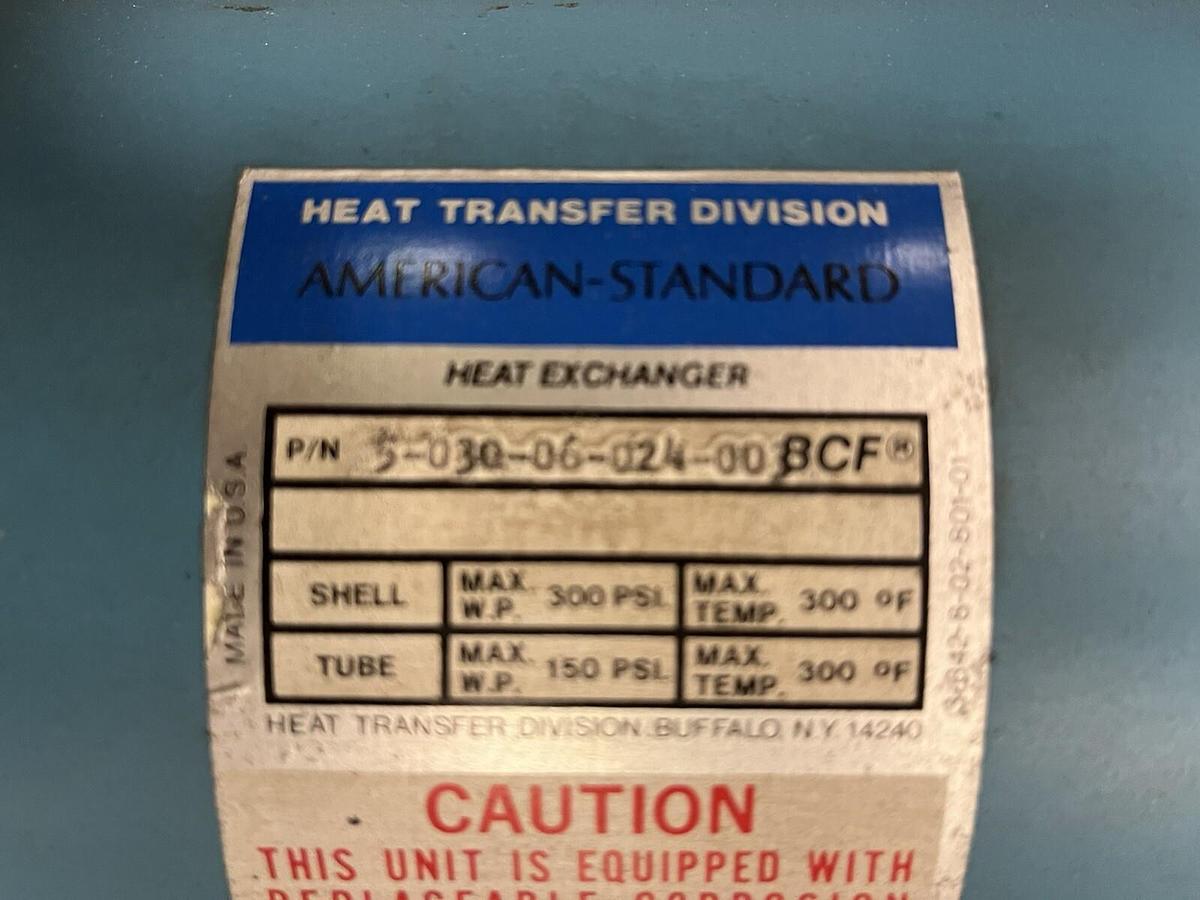 HEAT TRANSFER DIVISION
AMERICAN-STANDARD
HEAT EXCHANGER
P/N 5-030-06-024-003 BCF®
SHELL MAX. W.P. 300 PSI. MAX. TEMP. 300 °F
TUBE MAX. W.P. 150 PSI. MAX. TEMP. 300 °F
HEAT TRANSFER DIVISION, BUFFALO, N.Y. 14240
MADE IN U.S.A
CAUTION
THIS UNIT IS EQUIPPED WITH
REPLACEABLE CORROSION